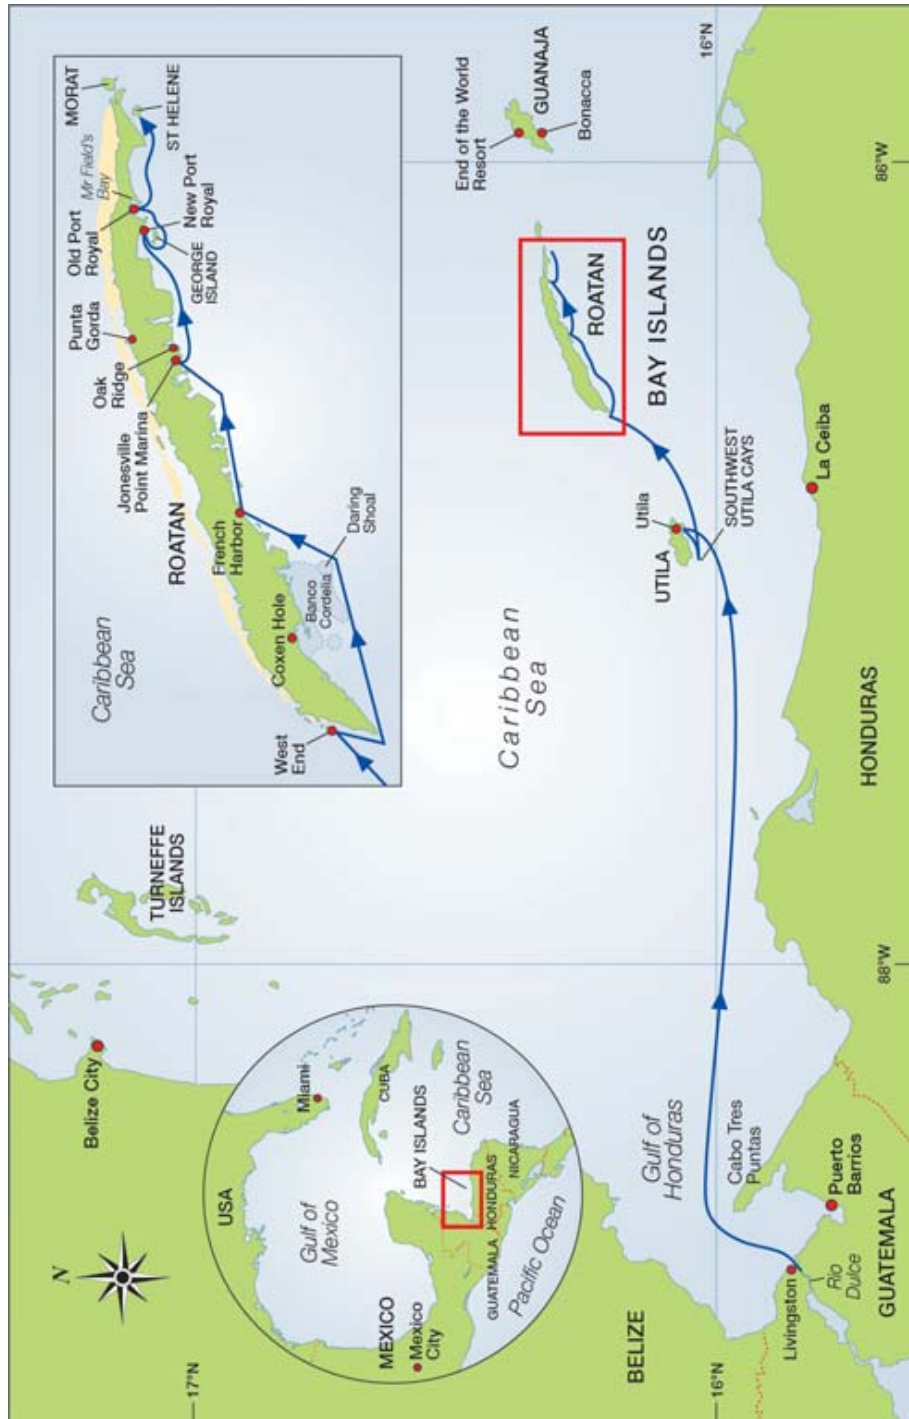 N
17°N
Belize City
TURNEFFE
ISLANDS
USA
Miami
Gulf of
Mexico
CUBA
MEXICO
Mexico
City
BAY ISLANDS
Caribbean
Sea
GUATEMALA
HONDURAS
NICARAGUA
Pacific Ocean
Caribbean
Sea
MORAT
ST HELENE
Mr Field's
Bay
Old Port
Royal
New Port
Royal
GEORGE
ISLAND
Punta
Gorda
Oak
Ridge
Jonesville
Point Marina
ROATAN
French
Harbor
Daring
Shoal
Banco
Cordelia
Coxen Hole
West
End
Caribbean
Sea
End of the World
Resort
GUANAJA
Bonacca
ROATAN
BAY ISLANDS
Utila
UTILA
SOUTHWEST
UTILA CAYS
16°N
16°N
BELIZE
Gulf of
Honduras
Cabo Tres
Puntas
Livingston
Rio
Dulce
Puerto
Barrios
GUATEMALA
La Ceiba
HONDURAS
88°W
86°W